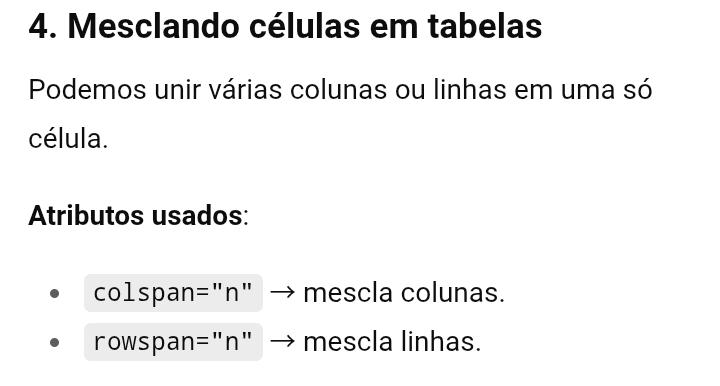 4. Mesclando células em tabelas
Podemos unir várias colunas ou linhas em uma só
célula.
Atributos usados:
• colspan="n" → mescla colunas.
• rowspan="n" → mescla linhas.